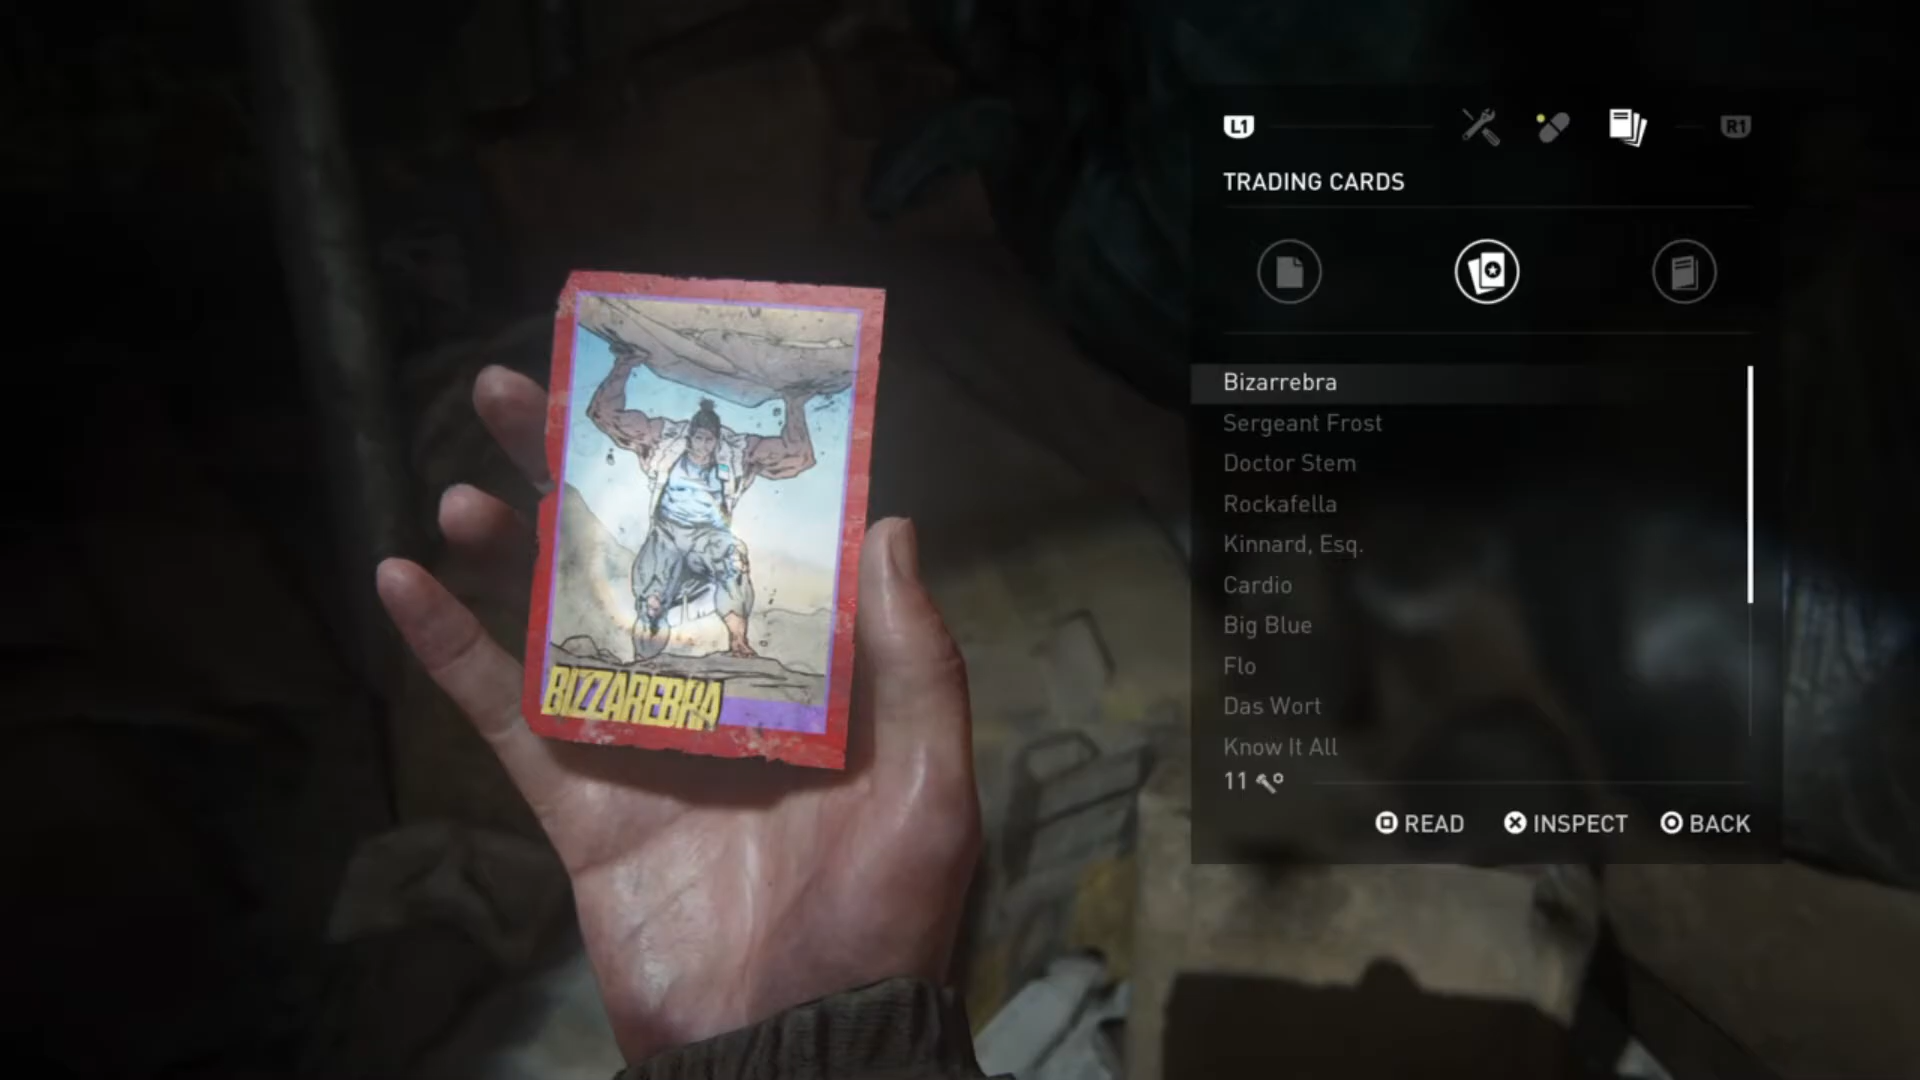 L1
R1
TRADING CARDS
Bizarrebra
Sergeant Frost
Doctor Stem
Rockafella
Kinnard, Esq.
Cardio
Big Blue
Flo
Das Wort
Know It All
11
READ INSPECT BACK
BIZZAREBRA